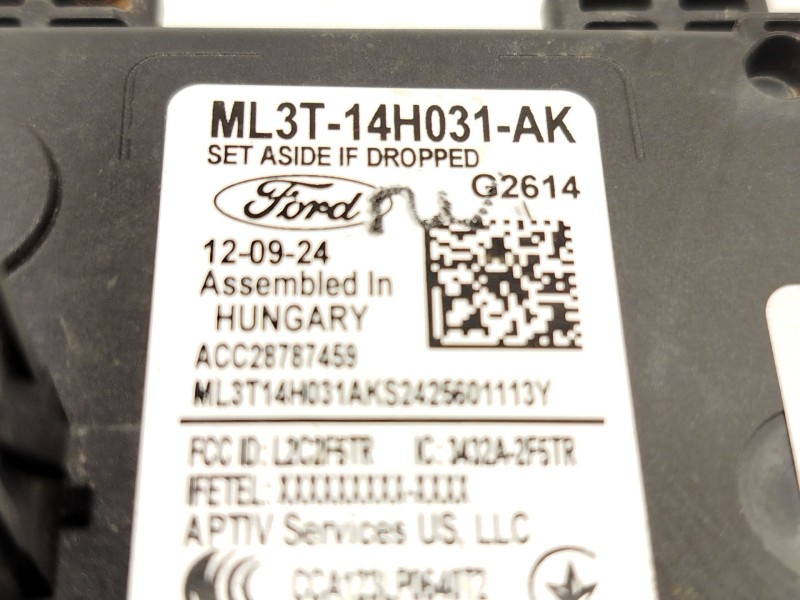 ML3T-14H031-AK
SET ASIDE IF DROPPED
Ford G2614
12-09-24
Assembled In
HUNGARY
ACC28787459
ML3T14H031AKS2425601113Y
FCC ID: L2C2F5TR IC: 3432A-2F5TR
IFETEL: XXXXXXXXXX-XXXX
APTIV Services US, LLC